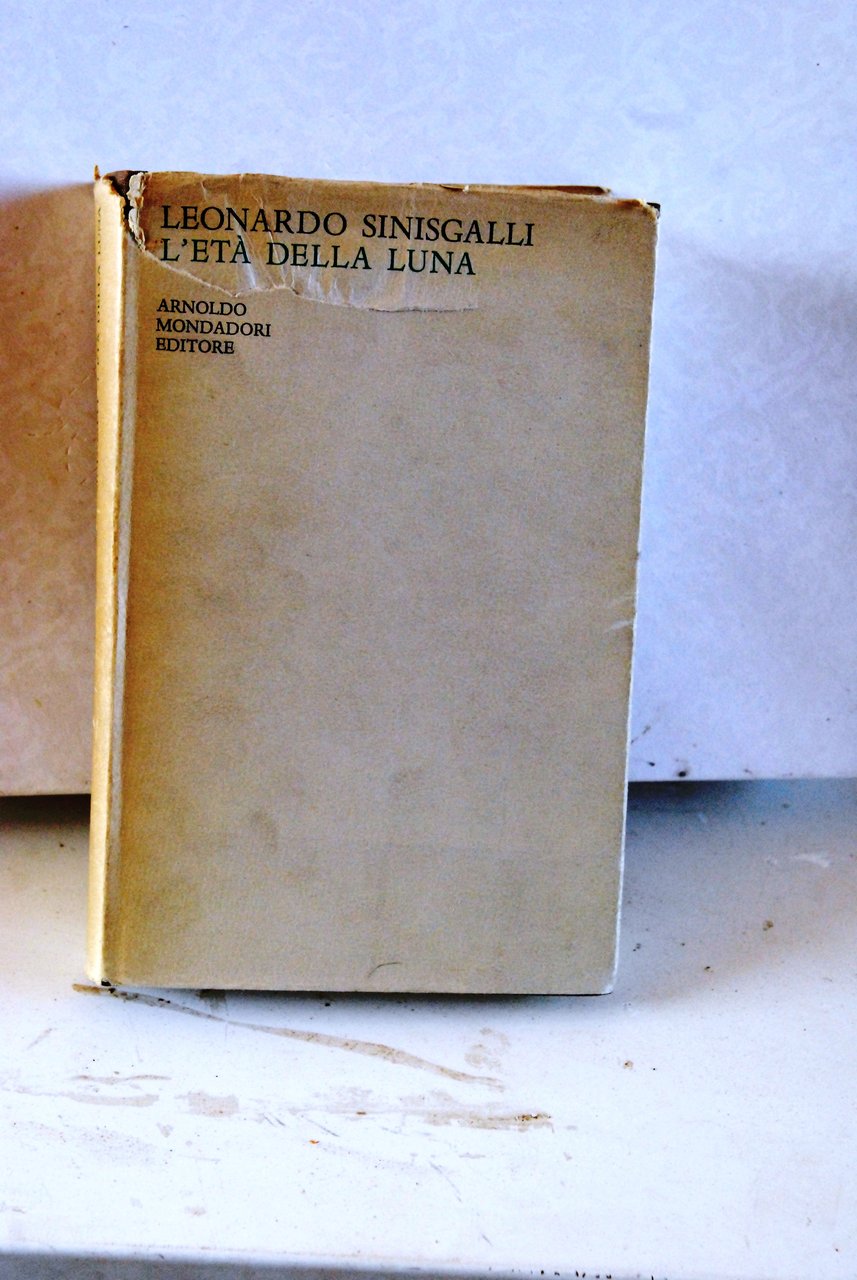 LEONARDO SINISGALLI
L'ETÀ DELLA LUNA
ARNOLDO
MONDADORI
EDITORE